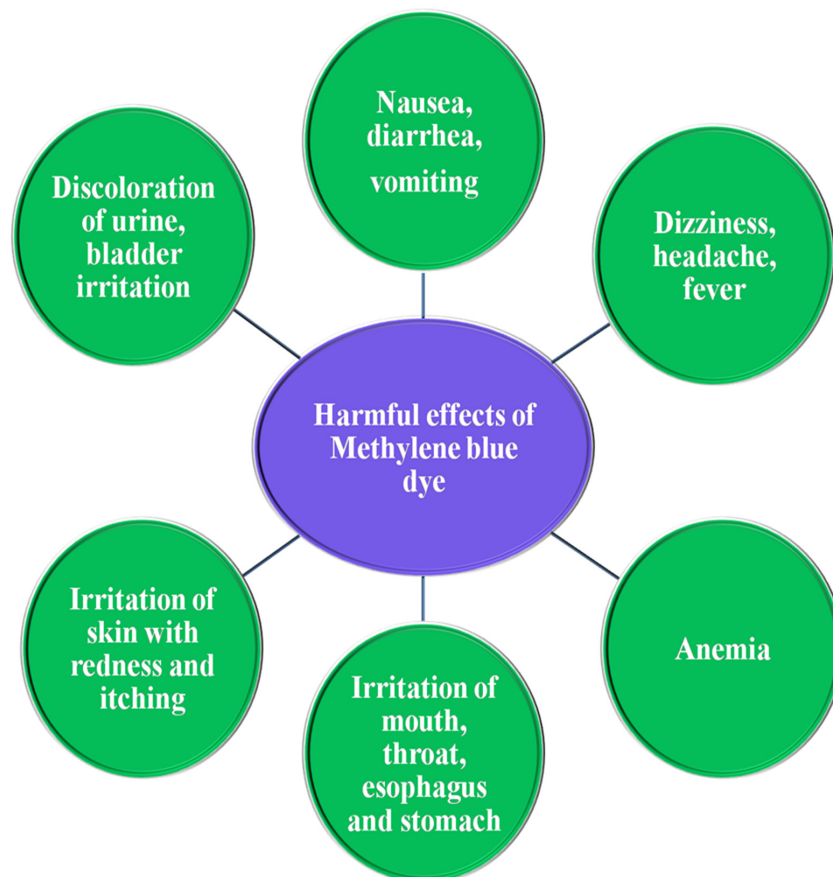 Nausea,
diarrhea,
vomiting
Discoloration
of urine,
bladder
irritation
Dizziness,
headache,
fever
Harmful effects of
Methylene blue
dye
Irritation of
skin with
redness and
itching
Irritation of
mouth,
throat,
esophagus
and stomach
Anemia